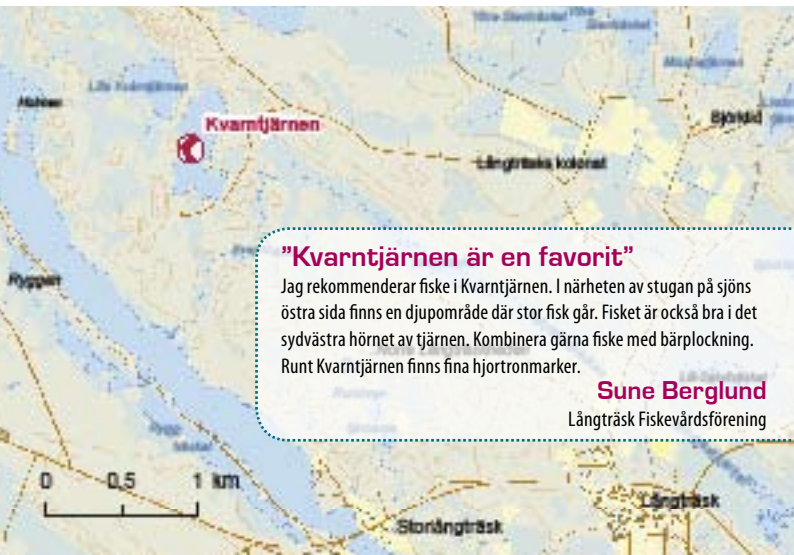 Kvarntjärnen
Björklid
Långträsks kolonat
Ryggen
"Kvarntjärnen är en favorit"
Jag rekommenderar fiske i Kvarntjärnen. I närheten av stugan på sjöns
östra sida finns en djupområde där stor fisk går. Fisket är också bra i det
sydvästra hörnet av tjärnen. Kombinera gärna fiske med bärplockning.
Runt Kvarntjärnen finns fina hjortronmarker.
Sune Berglund
Långträsk Fiskevårdsförening
0 0,5 1 km
Långträsk
Storlångträsk